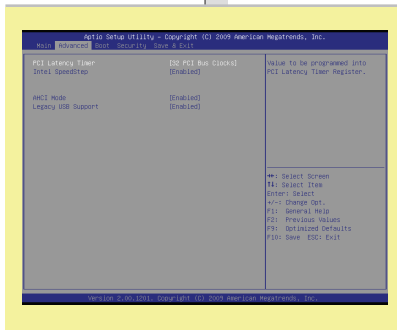 Aptio Setup Utility - Copyright (C) 2009 American Megatrends, Inc.
Main Advanced Boot Security Save & Exit
PCI Latency Timer [32 PCI Bus Clocks]
Intel SpeedStep [Enabled]
AHCI Mode [Enabled]
Legacy USB Support [Enabled]
Value to be programmed into
PCI Latency Timer Register.
→←: Select Screen
↑↓: Select Item
Enter: Select
+/-: Change Opt.
F1: General Help
F2: Previous Values
F9: Optimized Defaults
F10: Save ESC: Exit
Version 2.00.1201. Copyright (C) 2009 American Megatrends, Inc.